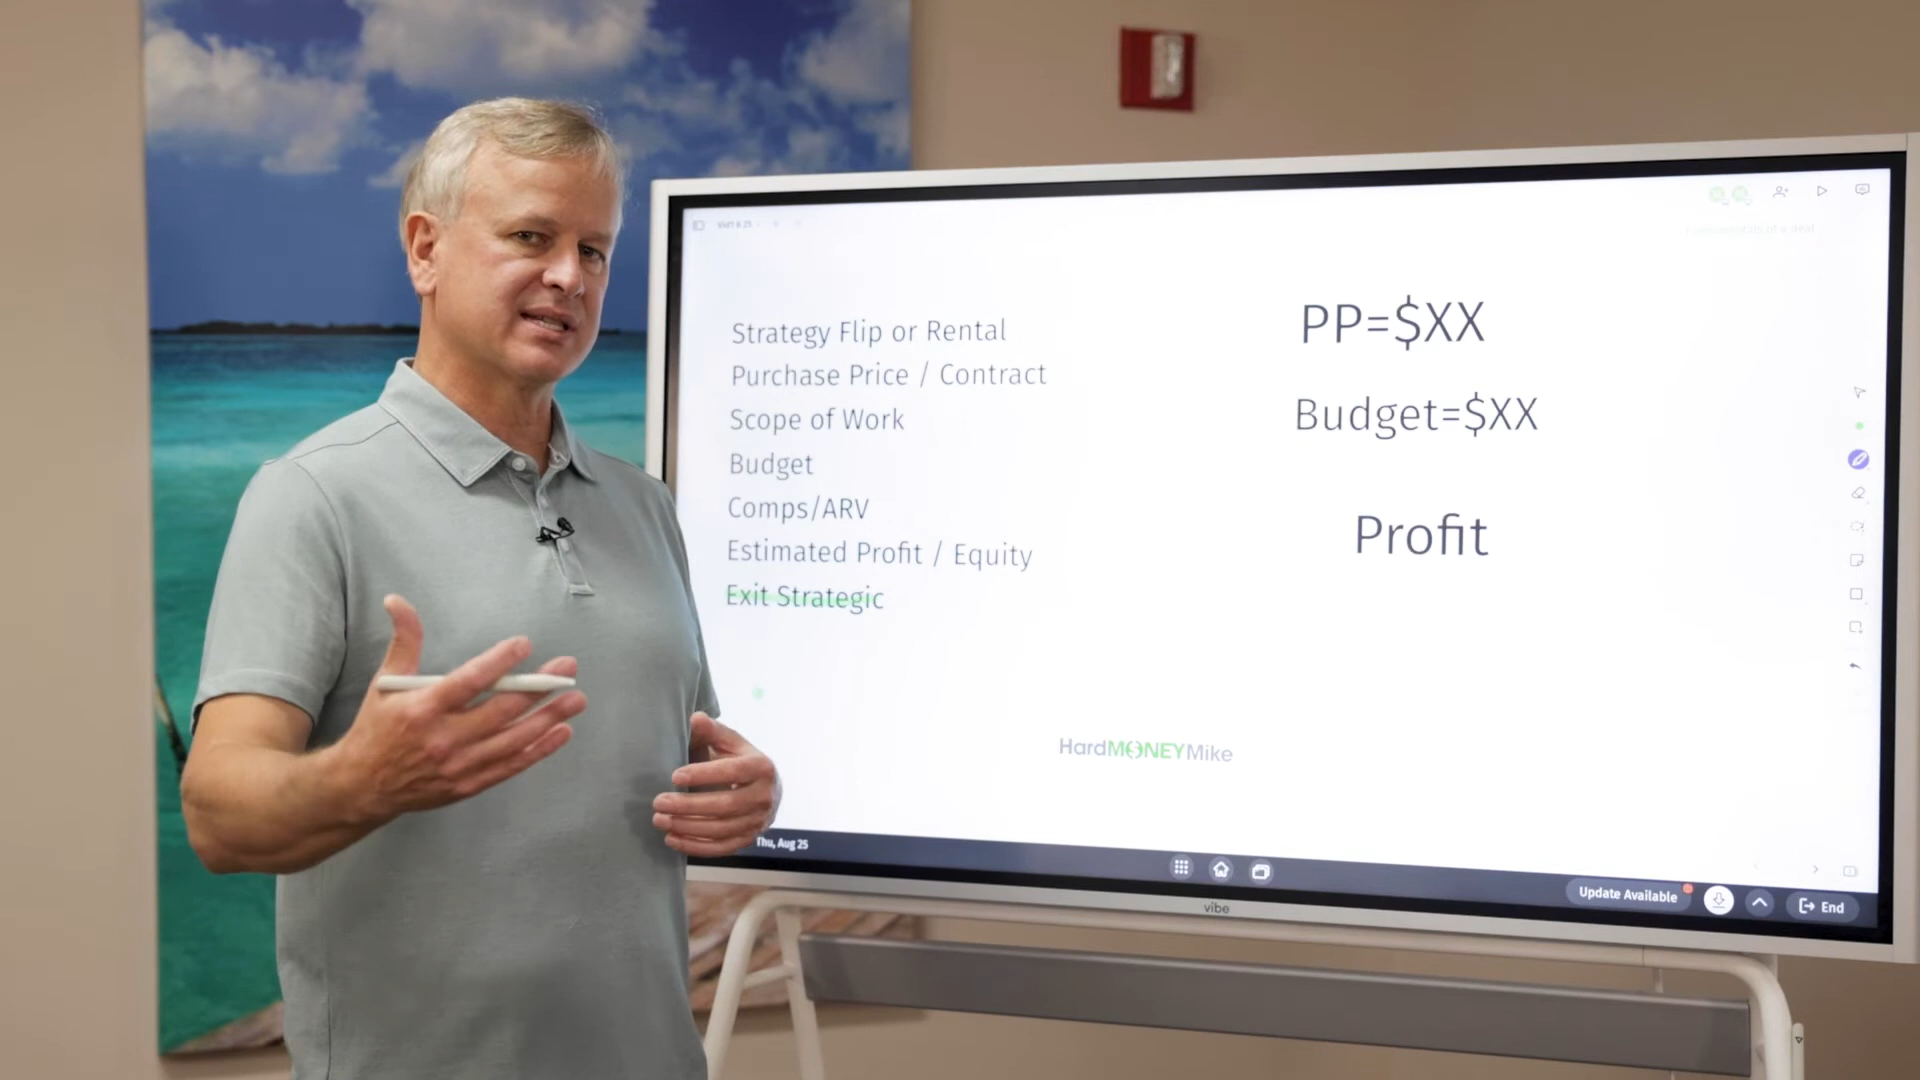 Strategy Flip or Rental
Purchase Price / Contract
Scope of Work
Budget
Comps/ARV
Estimated Profit / Equity
Exit Strategic
PP=$XX
Budget=$XX
Profit
HardMONEYMike
Thu, Aug 25
Update Available
End
vibe